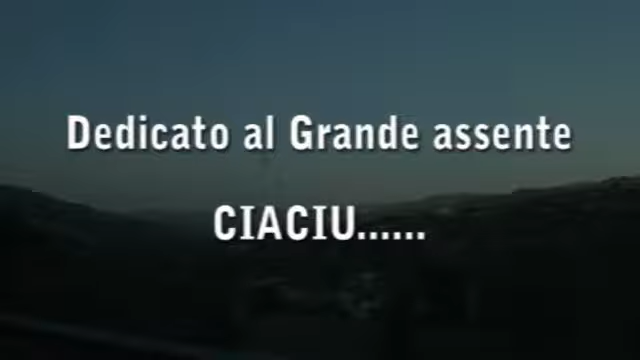 Dedicato al Grande assente
CIACIU......